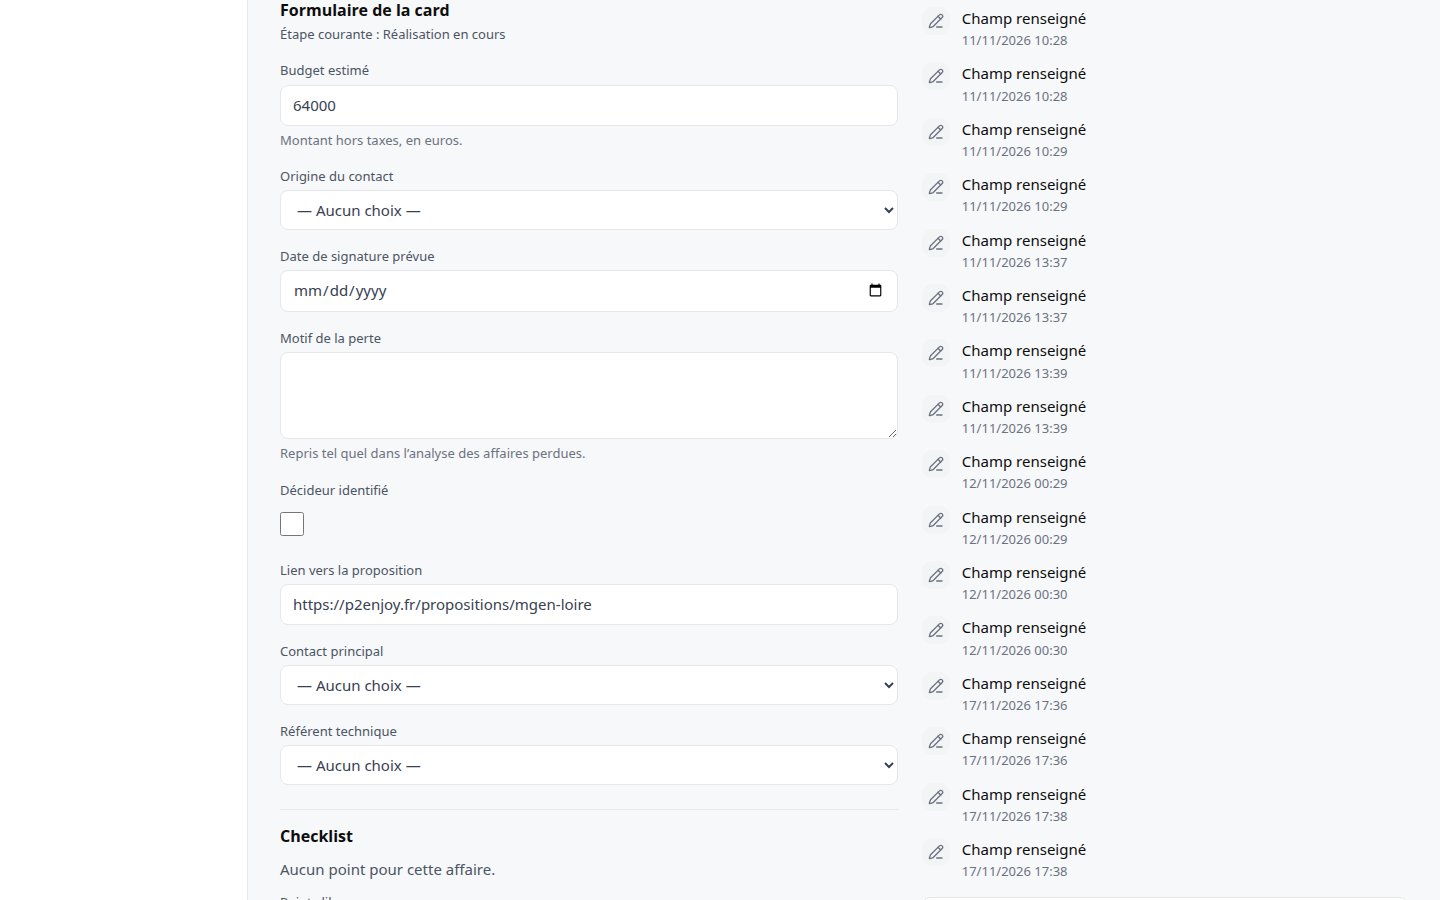 Formulaire de la card
Étape courante : Réalisation en cours
Budget estimé
64000
Montant hors taxes, en euros.
Origine du contact
— Aucun choix —
Date de signature prévue
mm/dd/yyyy
Motif de la perte
Repris tel quel dans l’analyse des affaires perdues.
Décideur identifié
Lien vers la proposition
https://p2enjoy.fr/propositions/mgen-loire
Contact principal
— Aucun choix —
Référent technique
— Aucun choix —
Checklist
Aucun point pour cette affaire.
Champ renseigné
11/11/2026 10:28
Champ renseigné
11/11/2026 10:28
Champ renseigné
11/11/2026 10:29
Champ renseigné
11/11/2026 10:29
Champ renseigné
11/11/2026 13:37
Champ renseigné
11/11/2026 13:37
Champ renseigné
11/11/2026 13:39
Champ renseigné
11/11/2026 13:39
Champ renseigné
12/11/2026 00:29
Champ renseigné
12/11/2026 00:29
Champ renseigné
12/11/2026 00:30
Champ renseigné
12/11/2026 00:30
Champ renseigné
17/11/2026 17:36
Champ renseigné
17/11/2026 17:36
Champ renseigné
17/11/2026 17:38
Champ renseigné
17/11/2026 17:38